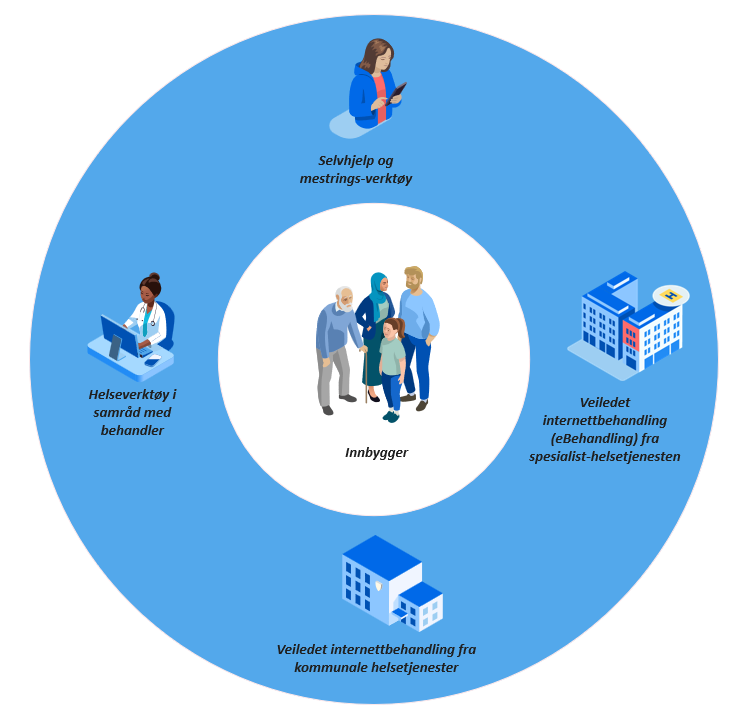 Selvhjelp og
mestrings-verktøy
Helseverktøy i
samråd med
behandler
Innbygger
Veiledet
internettbehandling
(eBehandling) fra
spesialist-helsetjenesten
H
Veiledet internettbehandling fra
kommunale helsetjenester